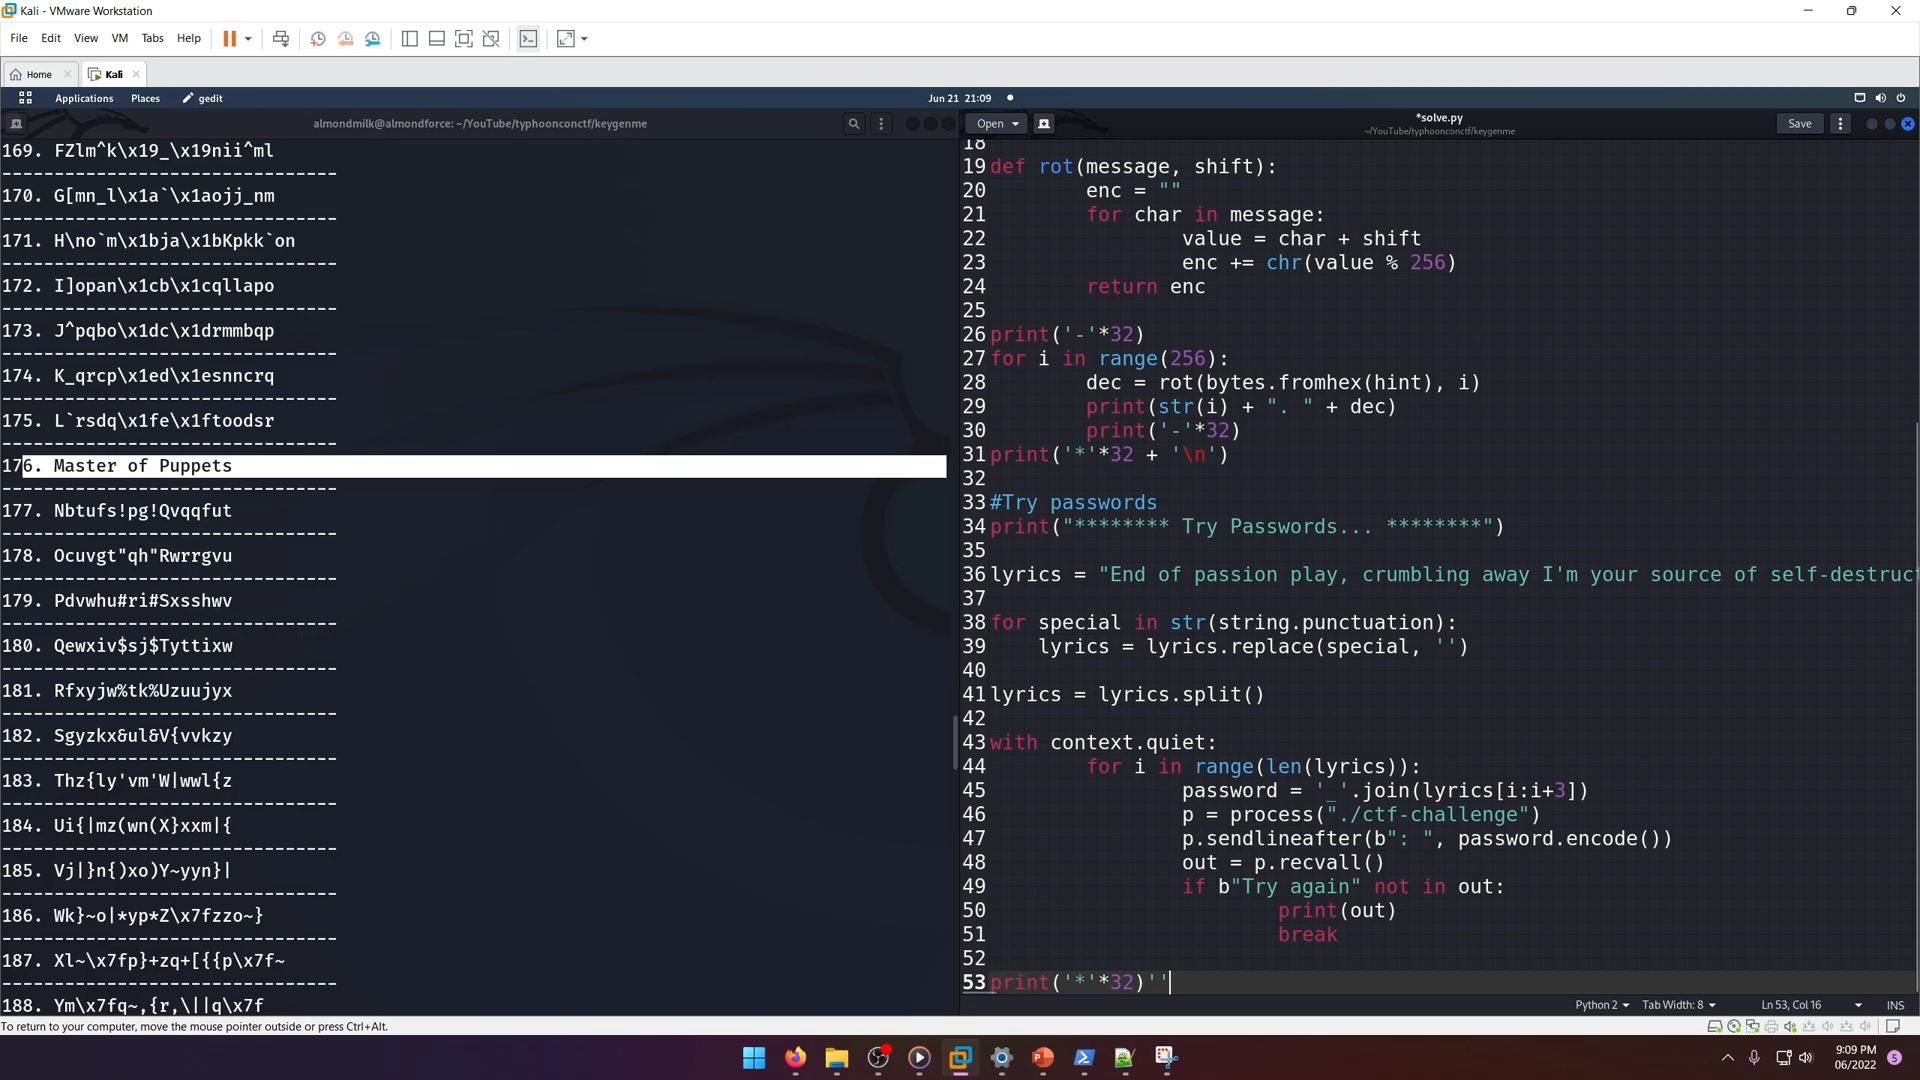 Kali - VMware Workstation
File Edit View VM Tabs Help
Home
Kali
Applications Places gedit
Jun 21 21:09
almondmilk@almondforce: ~/YouTube/typhoonconctf/keygenme
169. FZlm^k\x19_\x19nii^ml
--------------------------------
170. G[mn_l\x1a`\x1aojj_nm
--------------------------------
171. H\no`m\x1bja\x1bKpkk`on
--------------------------------
172. I]opan\x1cb\x1cqllapo
--------------------------------
173. J^pqbo\x1dc\x1drmmbqp
--------------------------------
174. K_qrcp\x1ed\x1esnncrq
--------------------------------
175. L`rsdq\x1fe\x1ftoodsr
--------------------------------
176. Master of Puppets
--------------------------------
177. Nbtufs!pg!Qvqqfut
--------------------------------
178. Ocuvgt"qh"Rwrrgvu
--------------------------------
179. Pdvwhu#ri#Sxsshwv
--------------------------------
180. Qewxiv$sj$Tyttixw
--------------------------------
181. Rfxyjw%tk%Uzuujyx
--------------------------------
182. Sgyzkx&ul&V{vvkzy
--------------------------------
183. Thz{ly'vm'W|wwl{z
--------------------------------
184. Ui{|mz(wn(X}xxm|{
--------------------------------
185. Vj|}n{)xo)Y~yyn}|
--------------------------------
186. Wk}~o|*yp*Z\x7fzzo~}
--------------------------------
187. Xl~\x7fp}+zq+[{{p\x7f~
--------------------------------
188. Ym\x7fq~,{r,\||q\x7f
Open
*solve.py
~/YouTube/typhoonconctf/keygenme
Save
18
19 def rot(message, shift):
20 enc = ""
21 for char in message:
22 value = char + shift
23 enc += chr(value % 256)
24 return enc
25
26 print('-'*32)
27 for i in range(256):
28 dec = rot(bytes.fromhex(hint), i)
29 print(str(i) + ". " + dec)
30 print('-'*32)
31 print('*'*32 + '\n')
32
33 #Try passwords
34 print("******** Try Passwords... ********")
35
36 lyrics = "End of passion play, crumbling away I'm your source of self-destruct
37
38 for special in str(string.punctuation):
39 lyrics = lyrics.replace(special, '')
40
41 lyrics = lyrics.split()
42
43 with context.quiet:
44 for i in range(len(lyrics)):
45 password = '_'.join(lyrics[i:i+3])
46 p = process("./ctf-challenge")
47 p.sendlineafter(b": ", password.encode())
48 out = p.recvall()
49 if b"Try again" not in out:
50 print(out)
51 break
52
53 print('*'*32)''
Python 2 Tab Width: 8 Ln 53, Col 16 INS
To return to your computer, move the mouse pointer outside or press Ctrl+Alt.
9:09 PM
06/2022
5